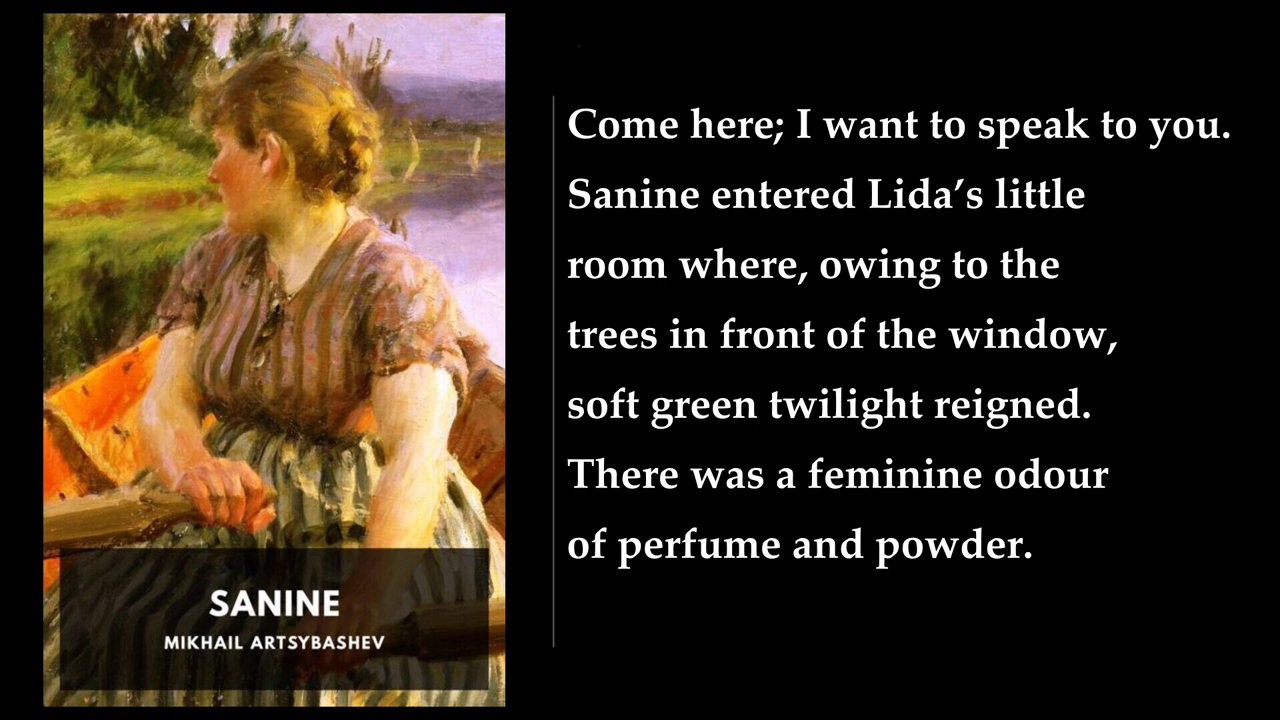 SANINE
MIKHAIL ARTSYBASHEV
Come here; I want to speak to you.
Sanine entered Lida’s little
room where, owing to the
trees in front of the window,
soft green twilight reigned.
There was a feminine odour
of perfume and powder.